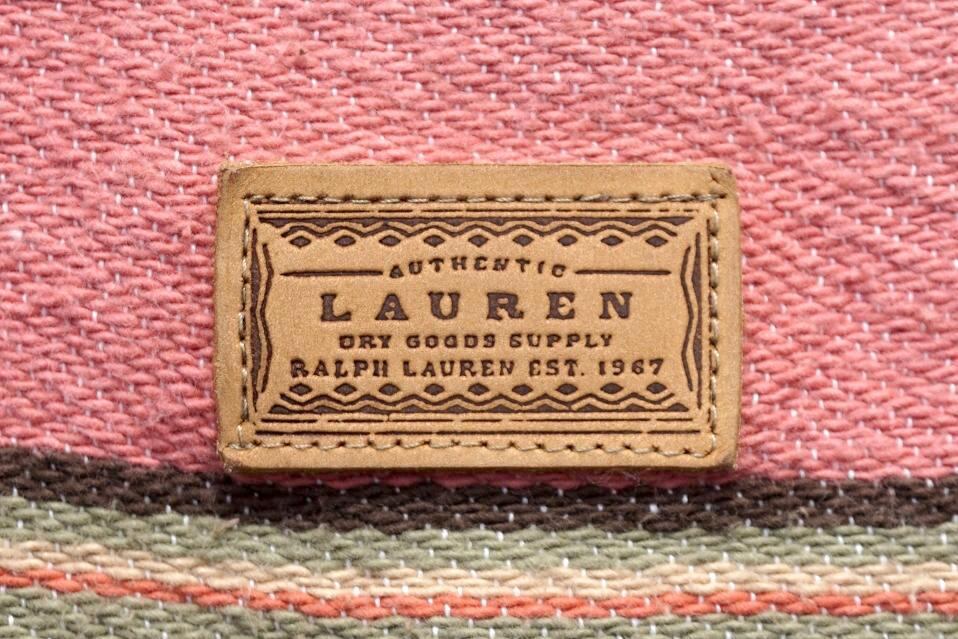 AUTHENTIC
LAUREN
DRY GOODS SUPPLY
RALPH LAUREN EST. 1967